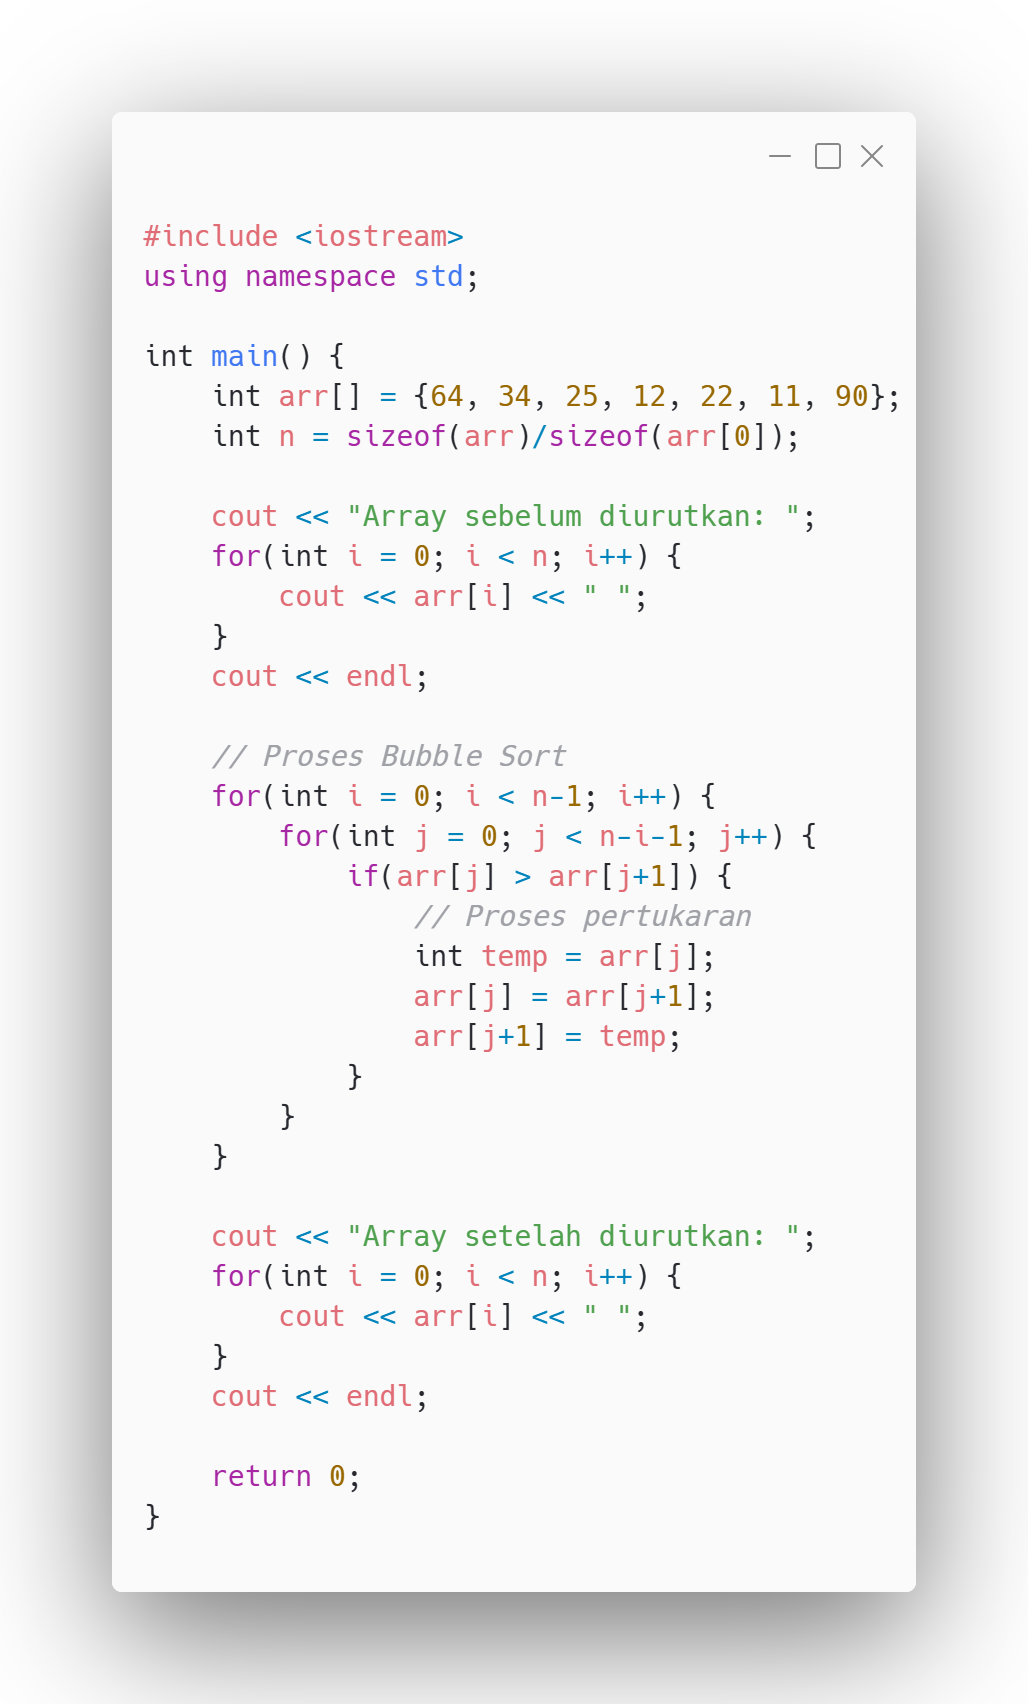 #include <iostream>
using namespace std;

int main() {
    int arr[] = {64, 34, 25, 12, 22, 11, 90};
    int n = sizeof(arr)/sizeof(arr[0]);

    cout << "Array sebelum diurutkan: ";
    for(int i = 0; i < n; i++) {
        cout << arr[i] << " ";
    }
    cout << endl;

    // Proses Bubble Sort
    for(int i = 0; i < n-1; i++) {
        for(int j = 0; j < n-i-1; j++) {
            if(arr[j] > arr[j+1]) {
                // Proses pertukaran
                int temp = arr[j];
                arr[j] = arr[j+1];
                arr[j+1] = temp;
            }
        }
    }

    cout << "Array setelah diurutkan: ";
    for(int i = 0; i < n; i++) {
        cout << arr[i] << " ";
    }
    cout << endl;

    return 0;
}